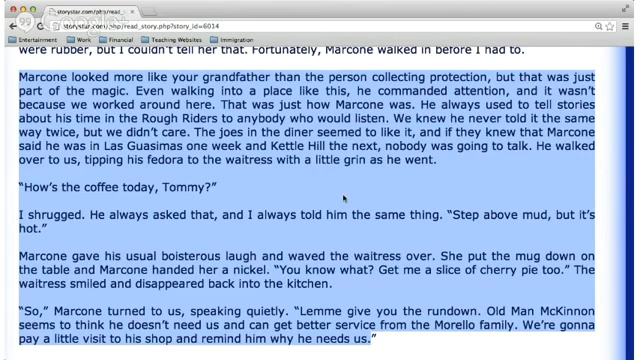 storystar.com/php/read_
99 Google+
storystar.com/php/read_story.php?story_id=6014
Entertainment Work Financial Teaching Websites Immigration
were rubber, but I couldn't tell her that. Fortunately, Marcone walked in before I had to.
Marcone looked more like your grandfather than the person collecting protection, but that was just
part of the magic. Even walking into a place like this, he commanded attention, and it wasn't
because we worked around here. That was just how Marcone was. He always used to tell stories
about his time in the Rough Riders to anybody who would listen. We knew he never told it the same
way twice, but we didn't care. The joes in the diner seemed to like it, and if they knew that Marcone
said he was in Las Guasimas one week and Kettle Hill the next, nobody was going to talk. He walked
over to us, tipping his fedora to the waitress with a little grin as he went.
“How's the coffee today, Tommy?”
I shrugged. He always asked that, and I always told him the same thing. “Step above mud, but it's
hot.”
Marcone gave his usual boisterous laugh and waved the waitress over. She put the mug down on
the table and Marcone handed her a nickel. “You know what? Get me a slice of cherry pie too.” The
waitress smiled and disappeared back into the kitchen.
“So,” Marcone turned to us, speaking quietly. “Lemme give you the rundown. Old Man McKinnon
seems to think he doesn't need us and can get better service from the Morello family. We're gonna
pay a little visit to his shop and remind him why he needs us.”